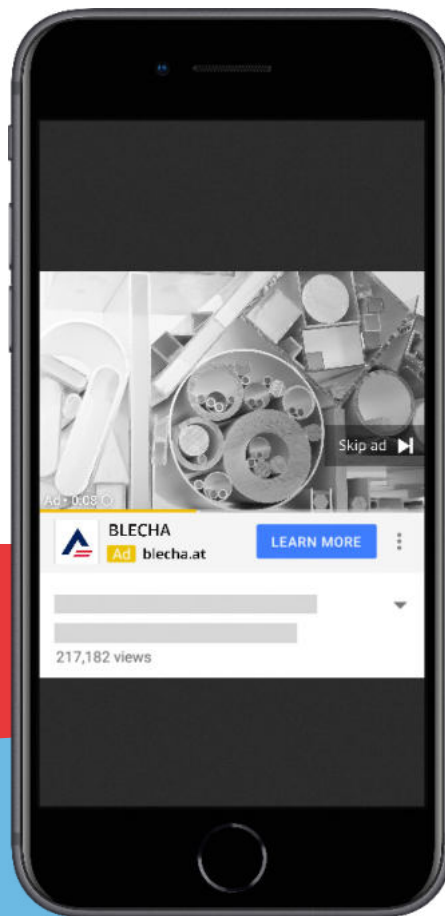 Skip ad
Ad • 0:08
BLECHA
Ad blecha.at
LEARN MORE
217,182 views